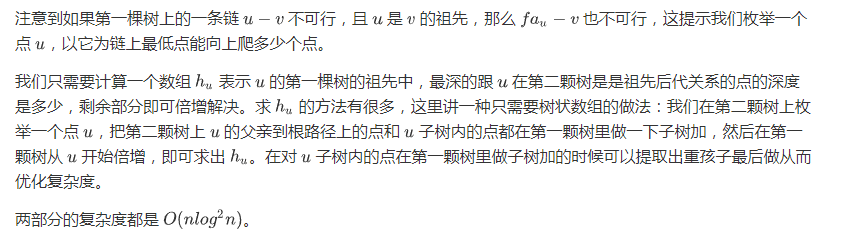 注意到如果第一棵树上的一条链 u − v 不可行，且 u 是 v 的祖先，那么 fa_u − v 也不可行，这提示我们枚举一个
点 u，以它为链上最低点能向上爬多少个点。
我们只需要计算一个数组 h_u 表示 u 的第一棵树的祖先中，最深的跟 u 在第二颗树是是祖先后代关系的点的深度
是多少，剩余部分即可倍增解决。求 h_u 的方法有很多，这里讲一种只需要树状数组的做法：我们在第二颗树上枚
举一个点 u，把第二颗树上 u 的父亲到根路径上的点和 u 子树内的点都在第一颗树里做一下子树加，然后在第一
颗树从 u 开始倍增，即可求出 h_u。在对 u 子树内的点在第一颗树里做子树加的时候可以提取出重孩子最后做从而
优化复杂度。
两部分的复杂度都是 O(nlog²n)。